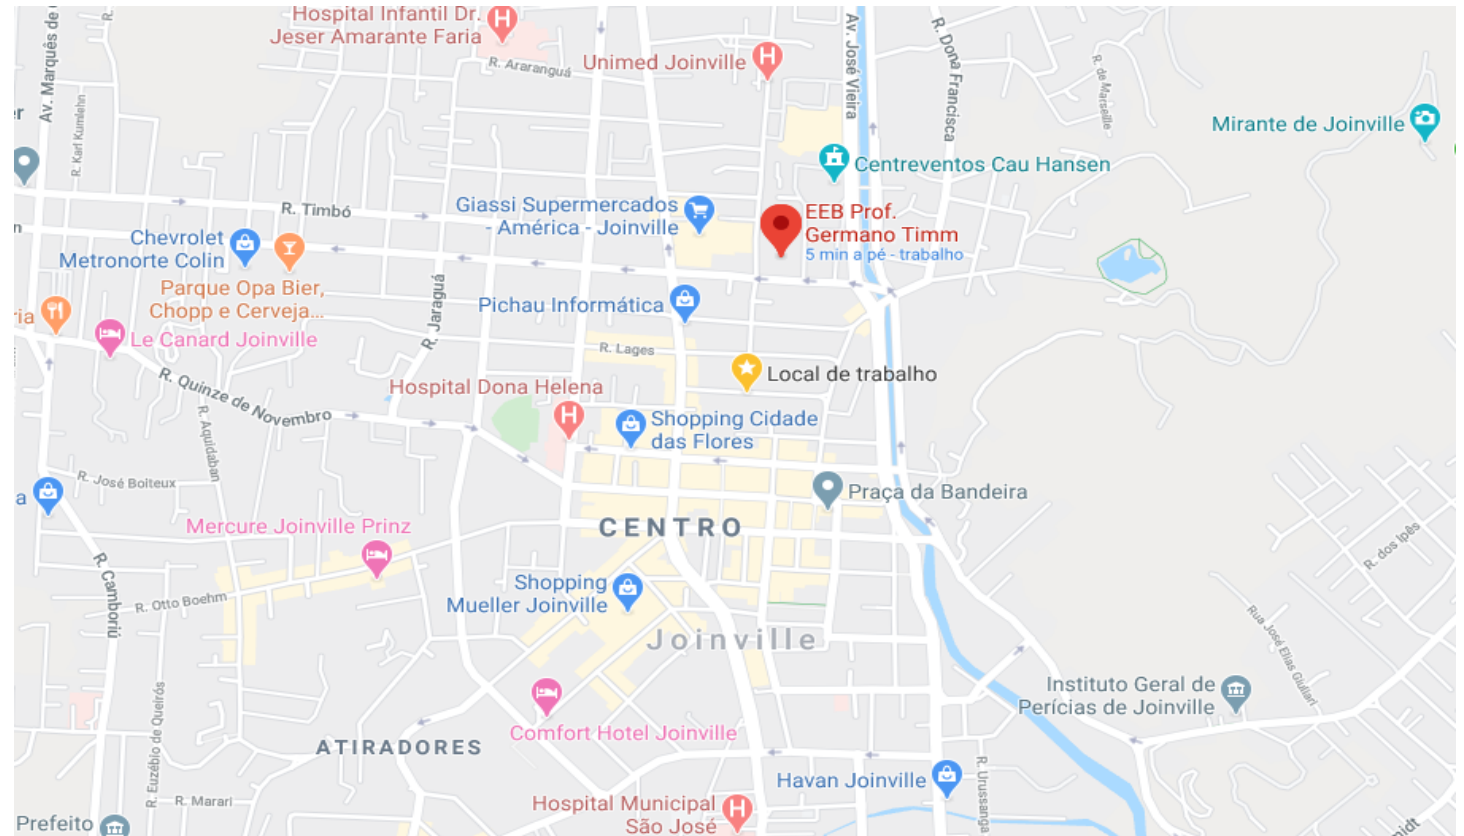 Hospital Infantil Dr.
Jeser Amarante Faria
Av. Marquês de
R. Karl Kumlehn
R. Araranguá
Unimed Joinville
Av. José Vieira
R. Dona Francisca
R. de Marseille
Mirante de Joinville
Centreventos Cau Hansen
R. Timbó
Giassi Supermercados
- América - Joinville
EEB Prof.
Germano Timm
5 min a pé - trabalho
Chevrolet
Metronorte Colin
Parque Opa Bier,
Chopp e Cerveja...
Pichau Informática
R. Jaraguá
ria
Le Canard Joinville
R. Lages
Local de trabalho
R. Quinze de Novembro
Hospital Dona Helena
Shopping Cidade
das Flores
R. Aquidaban
R. José Boiteux
a
Praça da Bandeira
CENTRO
Mercure Joinville Prinz
R. dos Ipês
R. Camboriú
R. Otto Boehm
Shopping
Mueller Joinville
Joinville
Rua José Elias Giuliari
Instituto Geral de
Perícias de Joinville
R. Euzébio de Queirós
Comfort Hotel Joinville
ATIRADORES
Havan Joinville
R. Urussanga
R. Marari
Hospital Municipal
São José
Prefeito
midt